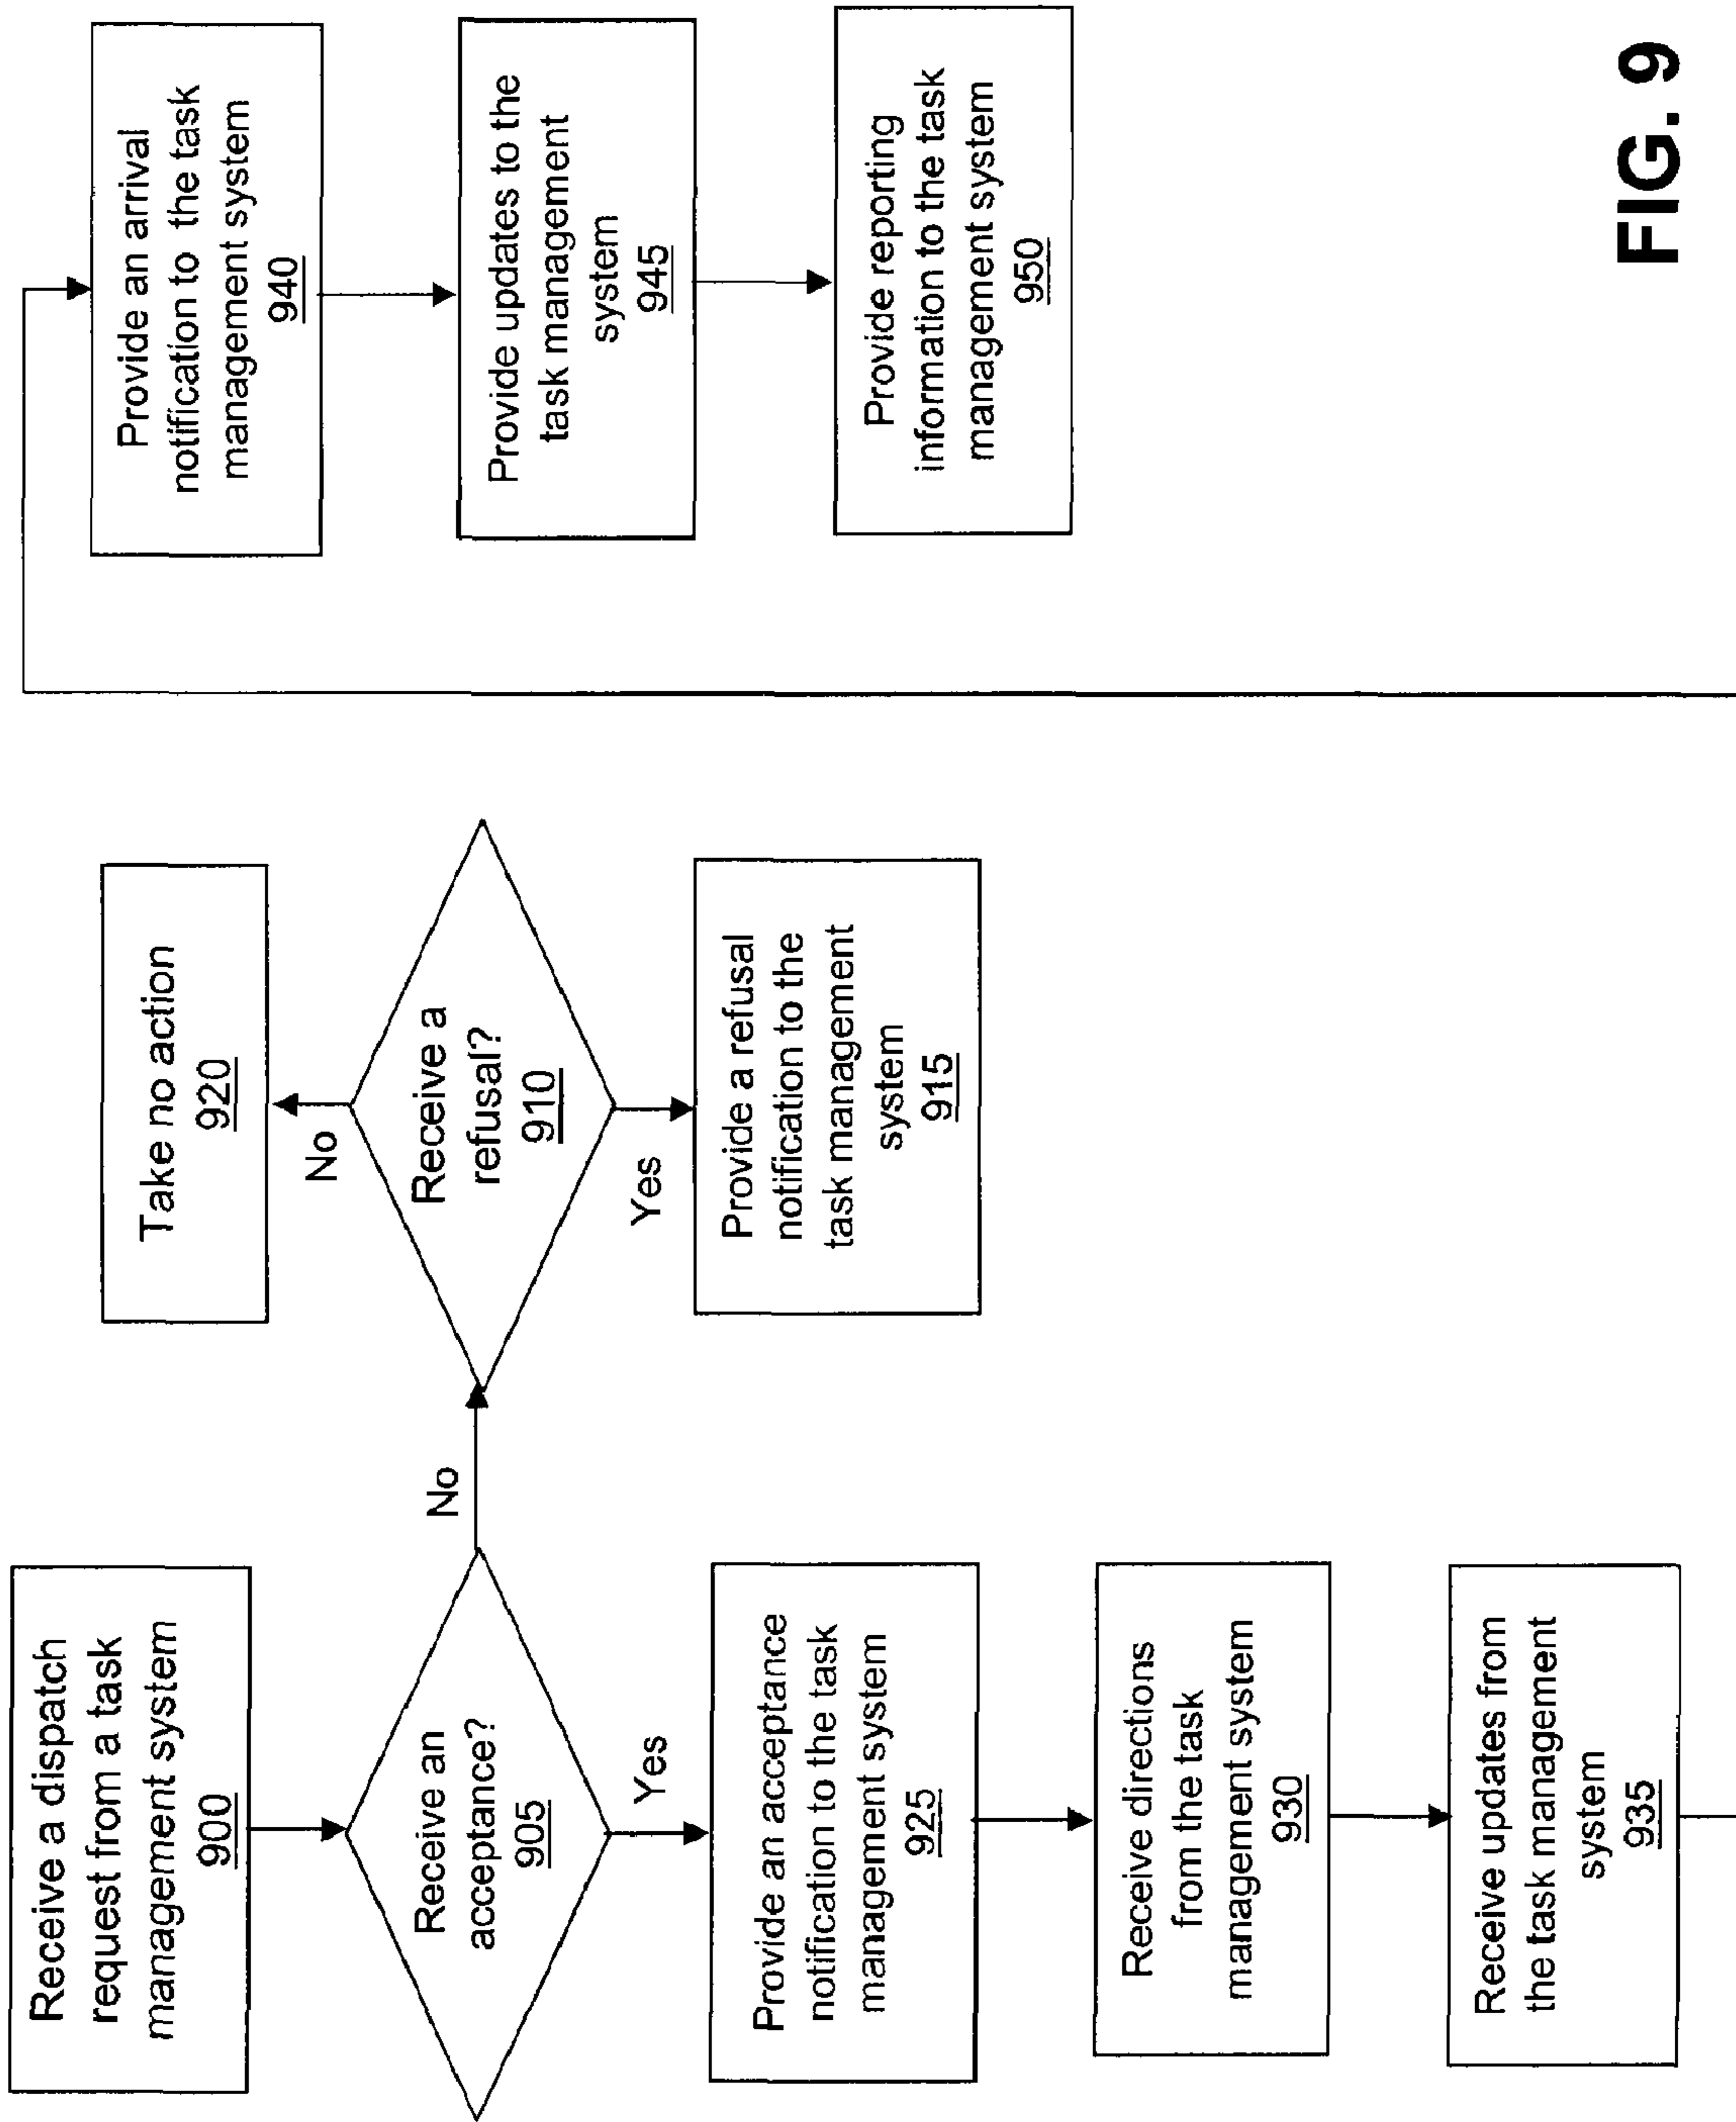 Receive a dispatch
request from a task
management system
900
Receive an
acceptance?
905
No
Yes
Receive a
refusal?
910
No
Take no action
920
Yes
Provide a refusal
notification to the
task management
system
915
Provide an acceptance
notification to the task
management system
925
Receive directions
from the task
management system
930
Receive updates from
the task management
system
935
Provide an arrival
notification to the task
management system
940
Provide updates to the
task management
system
945
Provide reporting
information to the task
management system
950
FIG. 9